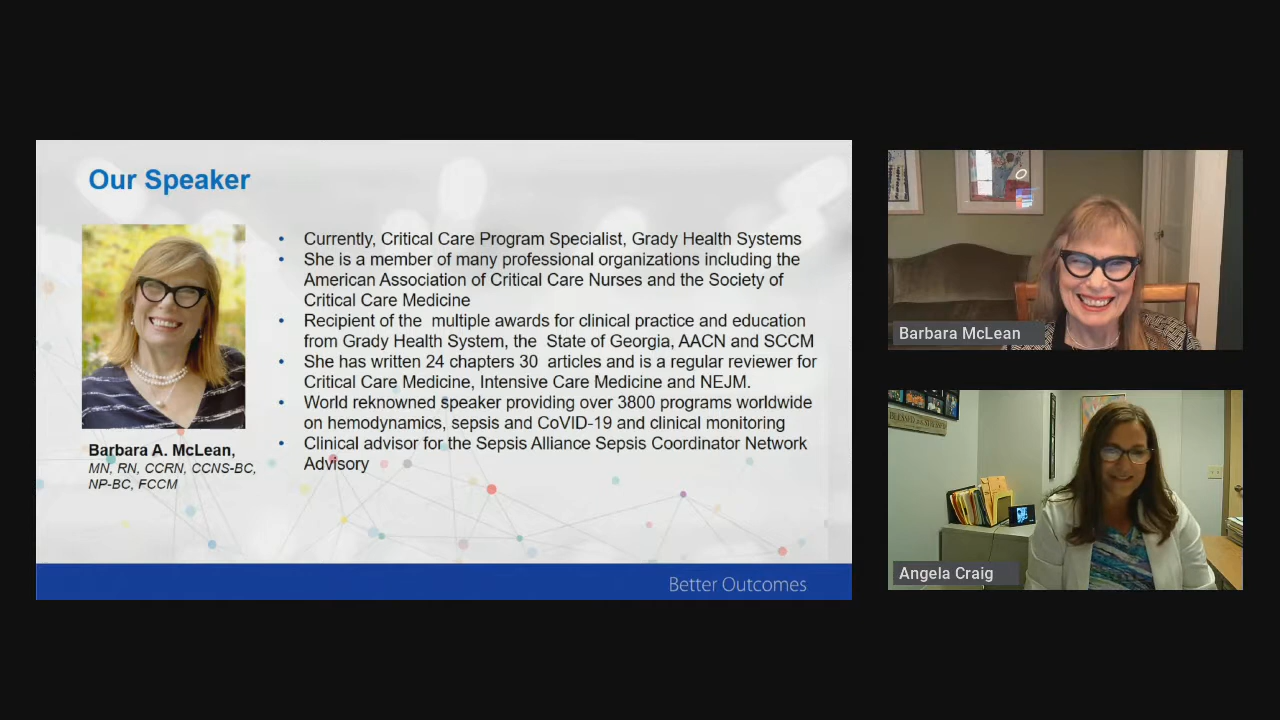 Our Speaker
Currently, Critical Care Program Specialist, Grady Health Systems
She is a member of many professional organizations including the
American Association of Critical Care Nurses and the Society of
Critical Care Medicine
Recipient of the multiple awards for clinical practice and education
from Grady Health System, the State of Georgia, AACN and SCCM
She has written 24 chapters 30 articles and is a regular reviewer for
Critical Care Medicine, Intensive Care Medicine and NEJM.
World reknowned speaker providing over 3800 programs worldwide
on hemodynamics, sepsis and CoVID-19 and clinical monitoring
Clinical advisor for the Sepsis Alliance Sepsis Coordinator Network
Advisory
Barbara A. McLean,
MN, RN, CCRN, CCNS-BC,
NP-BC, FCCM
Better Outcomes
Barbara McLean
Angela Craig